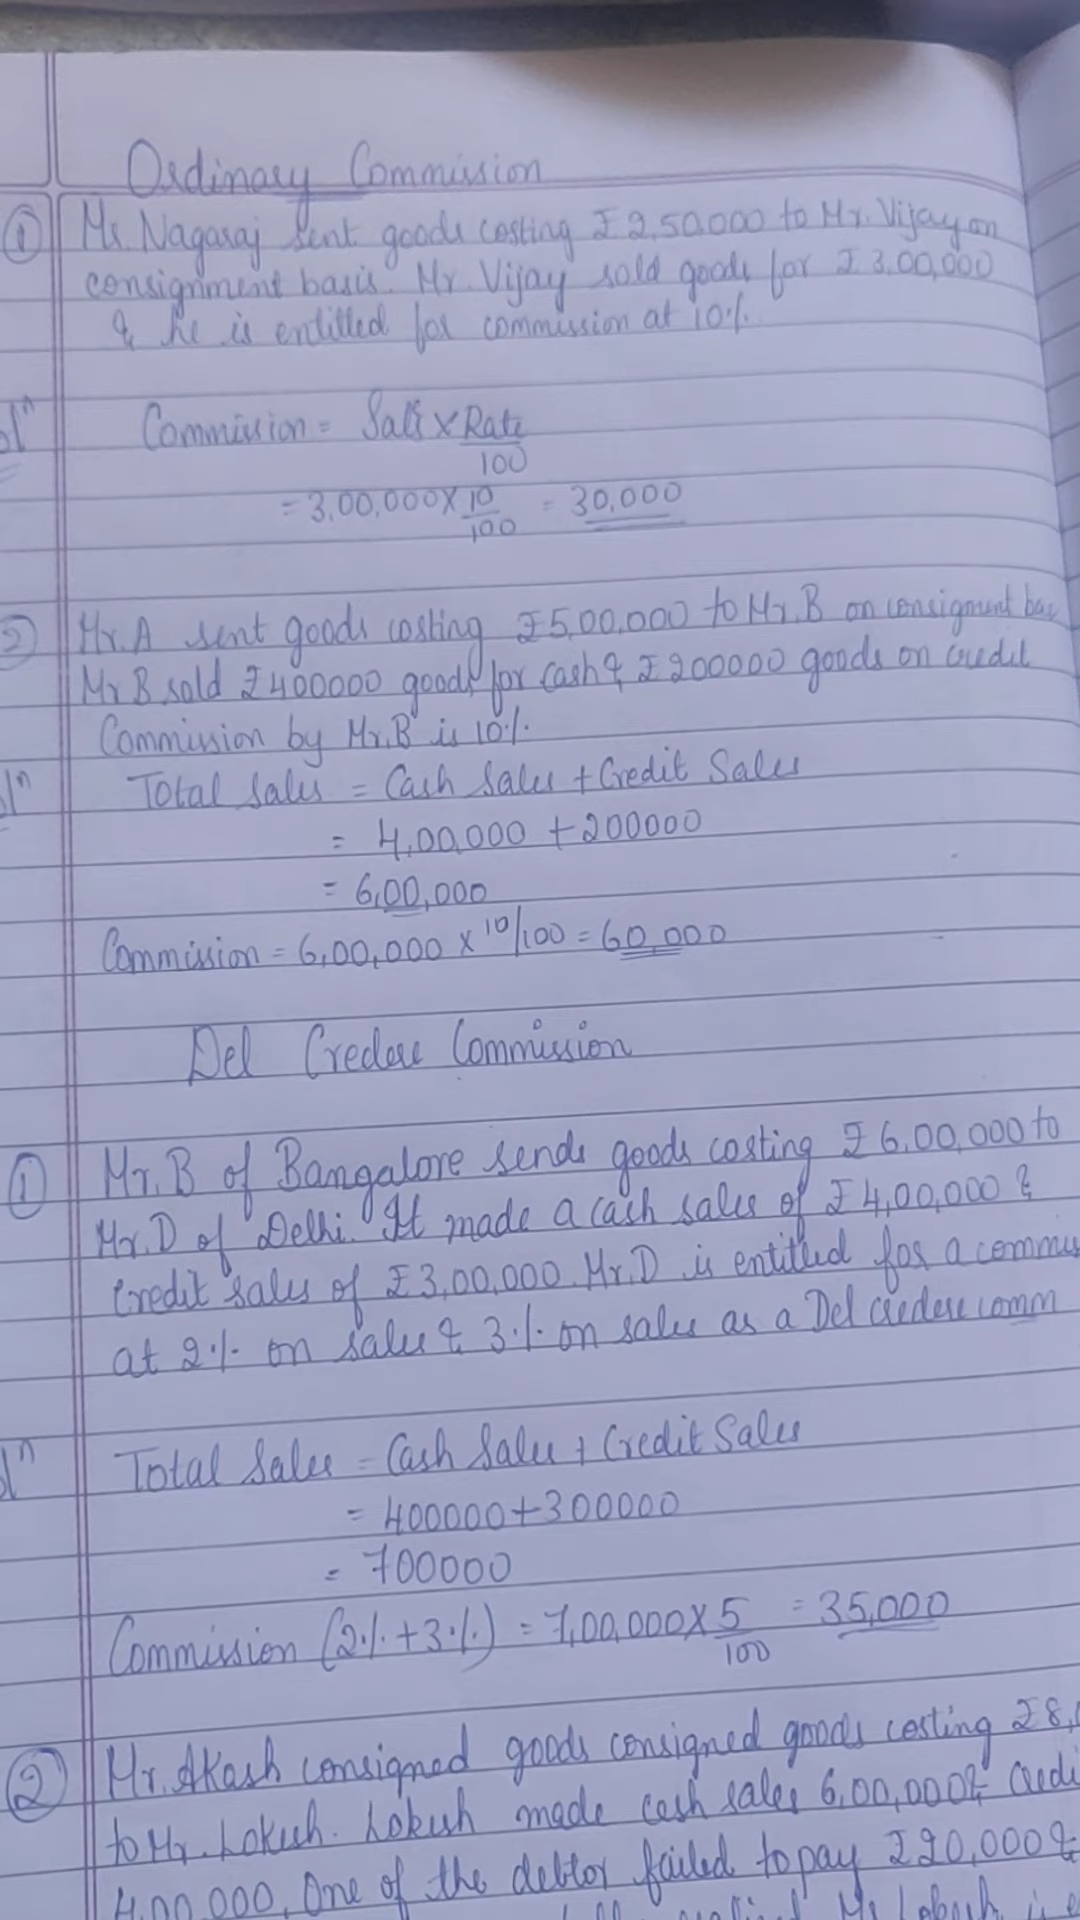 Ordinary Commission
① Mr. Nagaraj sent goods costing ₹ 2,50,000 to Mr. Vijay on
consignment basis. Mr. Vijay sold goods for ₹ 3,00,000
& he is entitled for commission at 10%.
Commission = Sales × Rate
100
= 3,00,000 × 10/100 = 30,000
② Mr. A sent goods costing ₹5,00,000 to Mr. B on consignment
Mr B sold ₹ 400000 goods for cash & ₹ 200000 goods on credit
Commission by Mr. B is 10%.
Total sales = Cash Sales + Credit Sales
= 4,00,000 + 200000
= 6,00,000
Commission = 6,00,000 × 10/100 = 60,000
Del Credere Commission
① Mr. B of Bangalore sends goods costing ₹ 6,00,000 to
Mr. D of Delhi. It made a cash sales of ₹ 4,00,000 &
credit sales of ₹3,00,000. Mr. D is entitled for a
at 2% on sales & 3% on sales as a Del credere comm
Total Sales = Cash Sales + Credit Sales
= 400000 + 300000
= 700000
Commission (2% + 3%) = 7,00,000 × 5/100 = 35,000
② Mr. Akash consigned goods consigned goods costing ₹8,
to Mr. Lokesh. Lokesh made cash sales 6,00,000 &
4,00,000. One of the debtor failed to pay ₹20,000 &